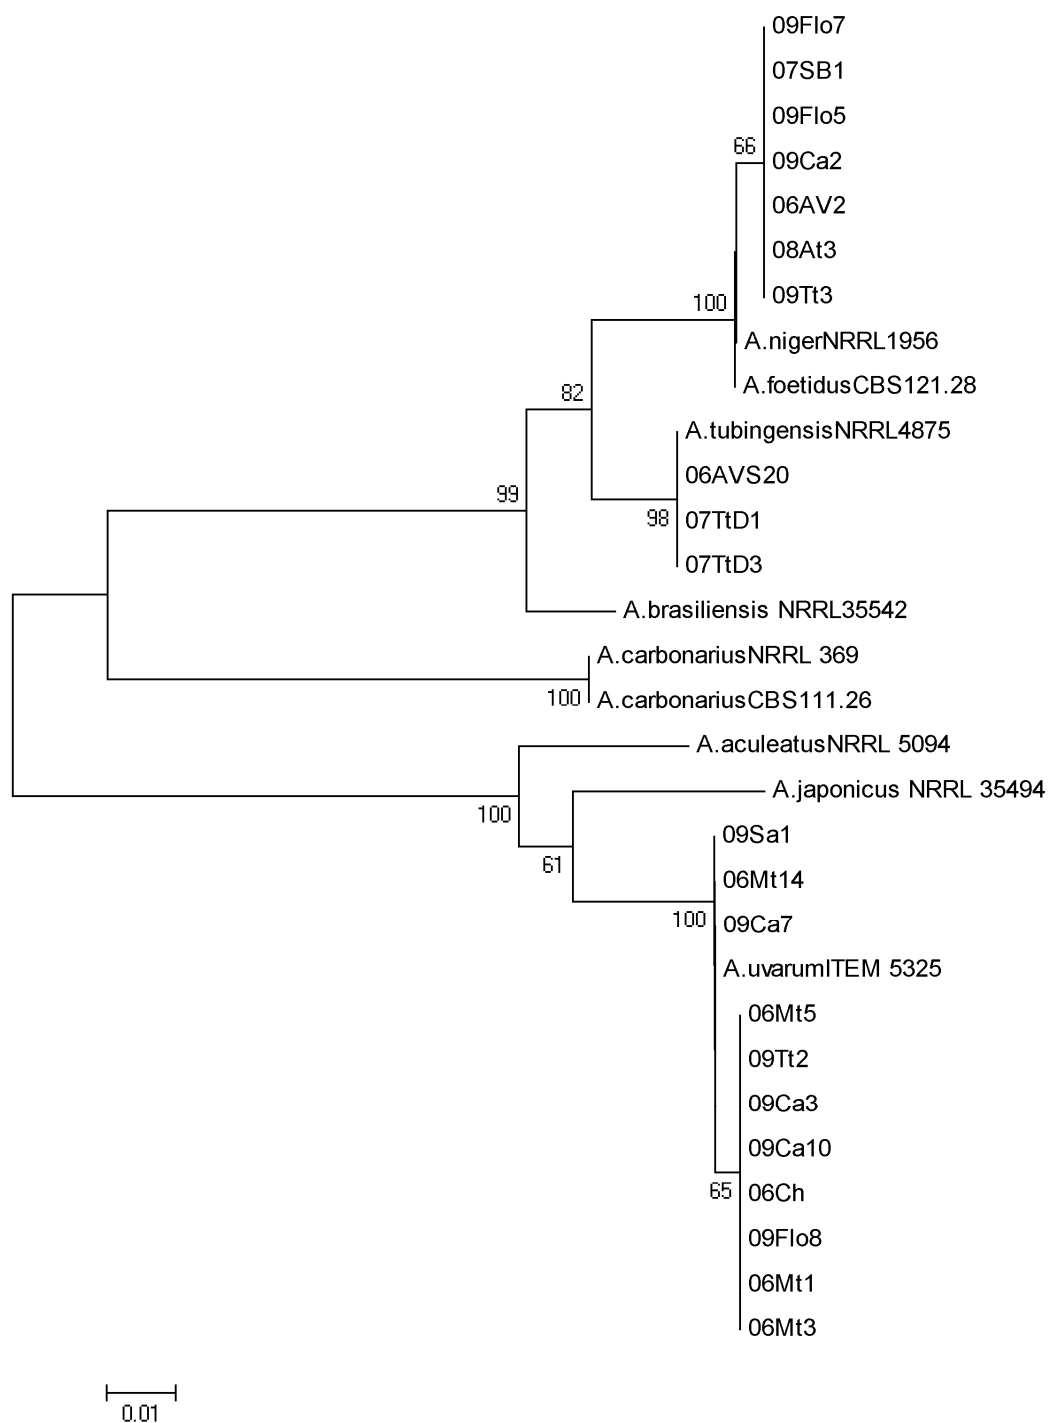 09Flo7
07SB1
09Flo5
66
09Ca2
06AV2
08At3
09Tt3
100
A.nigerNRRL1956
A.foetidusCBS121.28
82
A.tubingensisNRRL4875
06AVS20
99
07TtD1
98
07TtD3
A.brasiliensis NRRL35542
A.carbonariusNRRL 369
100
A.carbonariusCBS111.26
A.aculeatusNRRL 5094
A.japonicus NRRL 35494
100
09Sa1
61
06Mt14
09Ca7
100
A.uvarumITEM 5325
06Mt5
09Tt2
09Ca3
09Ca10
06Ch
65
09Flo8
06Mt1
06Mt3
0.01